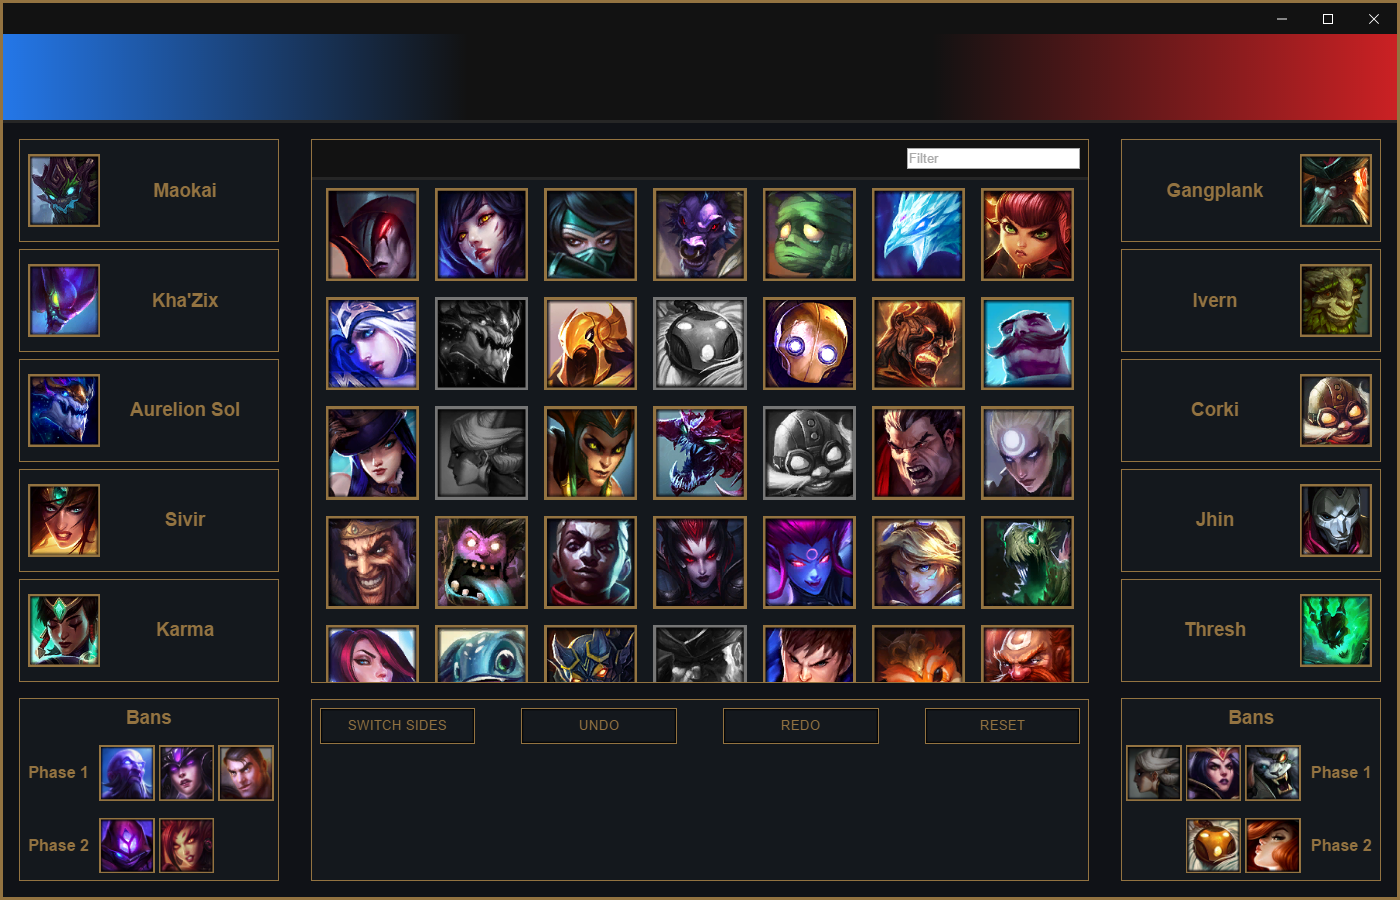 Filter
Maokai
Kha'Zix
Aurelion Sol
Sivir
Karma
Gangplank
Ivern
Corki
Jhin
Thresh
Bans
Phase 1
Phase 2
SWITCH SIDES
UNDO
REDO
RESET
Bans
Phase 1
Phase 2